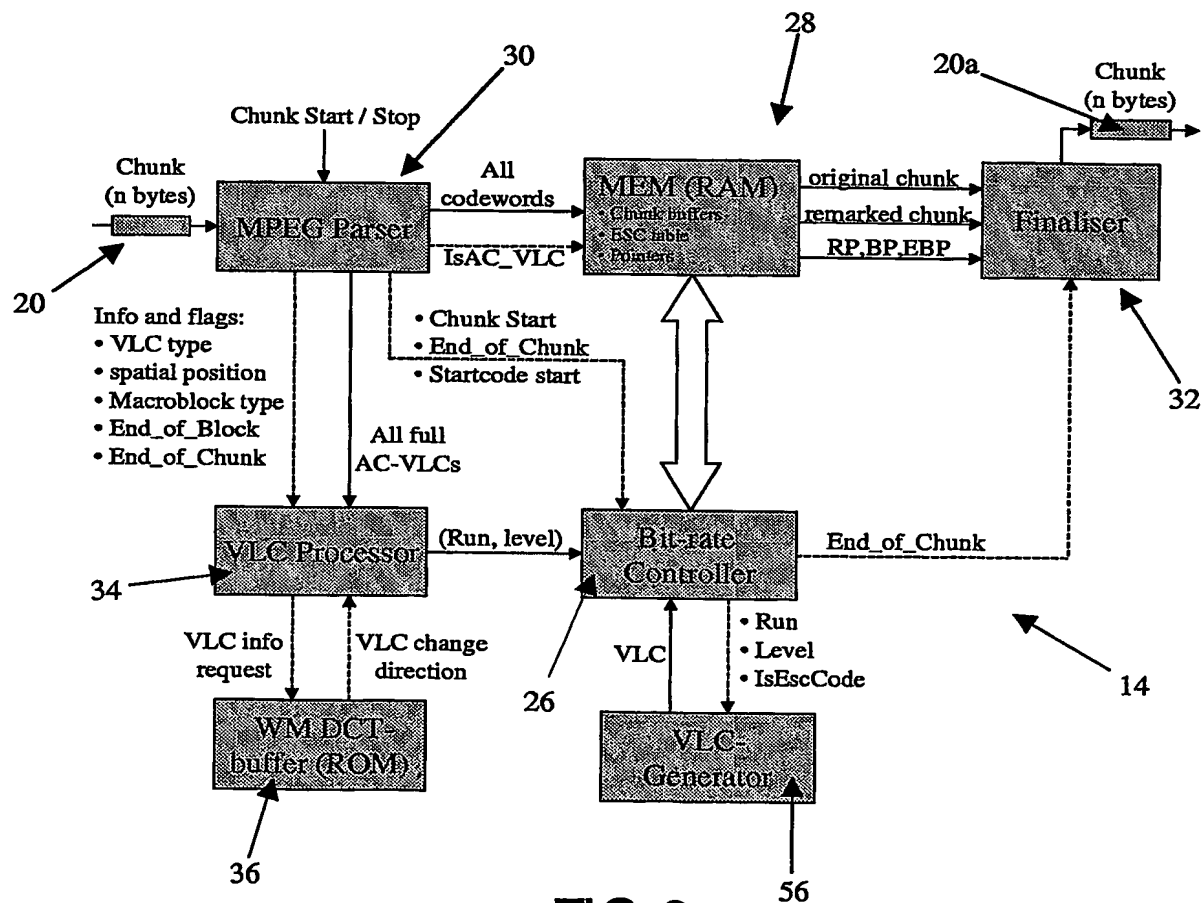 28
30
20a
Chunk
(n bytes)
Chunk Start / Stop
Chunk
(n bytes)
All
codewords
MPEG Parser
IsAC_VLC
MEM (RAM)
• Chunk buffers
• ESC table
• Pointers
original chunk
remarked chunk
RP,BP,EBP
Finaliser
20
32
Info and flags:
• VLC type
• spatial position
• Macroblock type
• End_of_Block
• End_of_Chunk
• Chunk Start
• End_of_Chunk
• Startcode start
All full
AC-VLCs
VLC Processor
(Run, level)
Bit-rate
Controller
End_of_Chunk
34
26
VLC info
request
VLC change
direction
VLC
• Run
• Level
• IsEscCode
14
WM DCT-
buffer (ROM)
VLC-
Generator
36
56